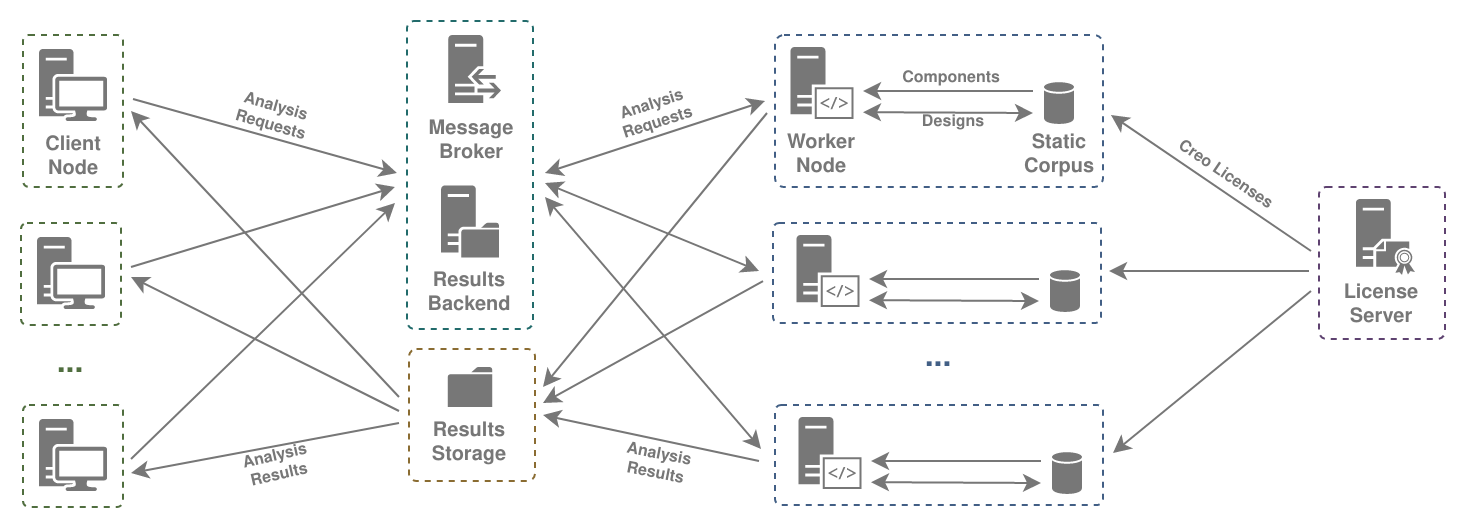 Client
Node
...
Analysis
Requests
Message
Broker
Results
Backend
Results
Storage
Analysis
Results
Analysis
Requests
Analysis
Results
</>
Worker
Node
Components
Designs
Static
Corpus
</>
...
</>
Creo Licenses
License
Server